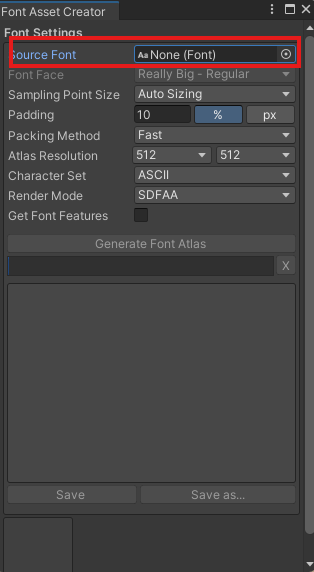 Font Asset Creator
Font Settings
Source Font Aa None (Font)
Font Face Really Big - Regular
Sampling Point Size Auto Sizing
Padding 10 % px
Packing Method Fast
Atlas Resolution 512 512
Character Set ASCII
Render Mode SDFAA
Get Font Features
Generate Font Atlas
X
Save Save as...